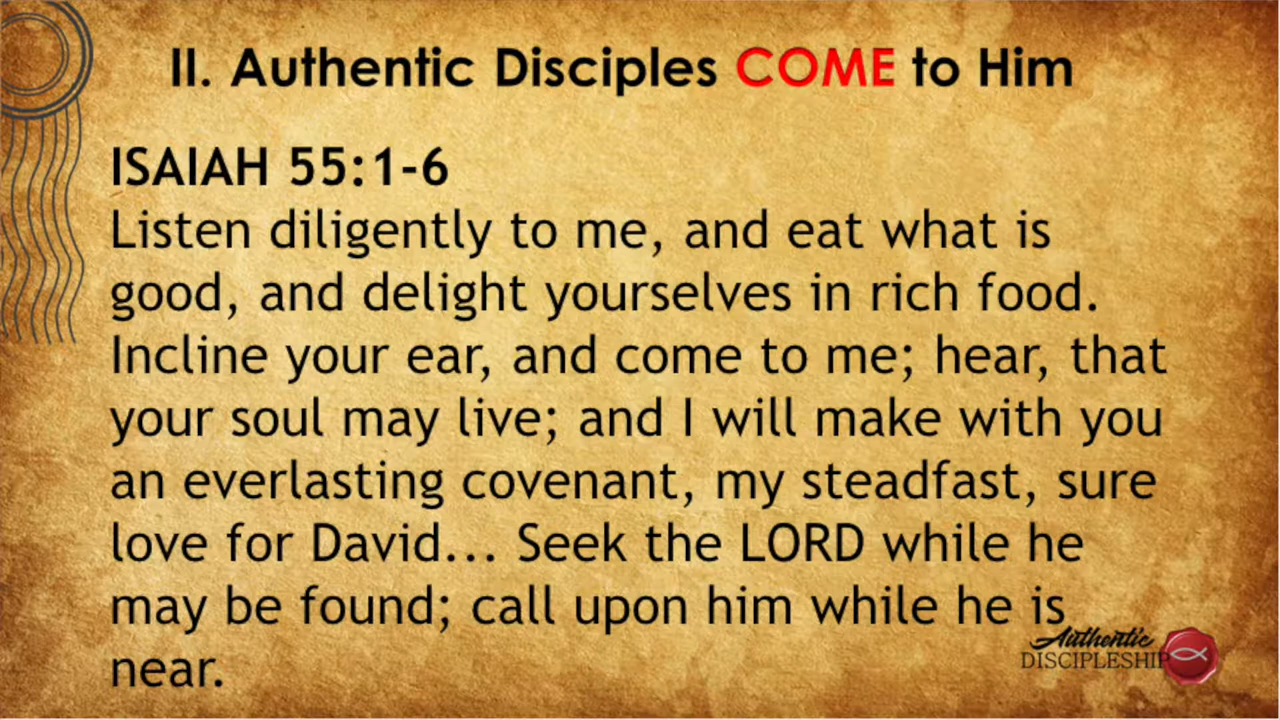 II. Authentic Disciples COME to Him
ISAIAH 55:1-6
Listen diligently to me, and eat what is
good, and delight yourselves in rich food.
Incline your ear, and come to me; hear, that
your soul may live; and I will make with you
an everlasting covenant, my steadfast, sure
love for David... Seek the LORD while he
may be found; call upon him while he is
near.
Authentic
DISCIPLESHIP